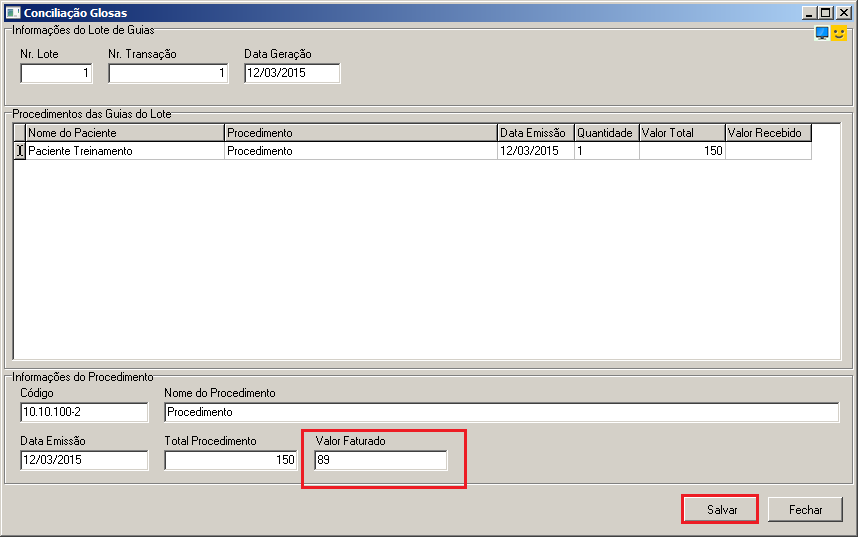 Conciliação Glosas
Informações do Lote de Guias
Nr. Lote Nr. Transação Data Geração
1 1 12/03/2015
Procedimentos das Guias do Lote
Nome do Paciente Procedimento Data Emissão Quantidade Valor Total Valor Recebido
Paciente Treinamento Procedimento 12/03/2015 1 150
Informações do Procedimento
Código Nome do Procedimento
10.10.100-2 Procedimento
Data Emissão Total Procedimento Valor Faturado
12/03/2015 150 89
Salvar Fechar